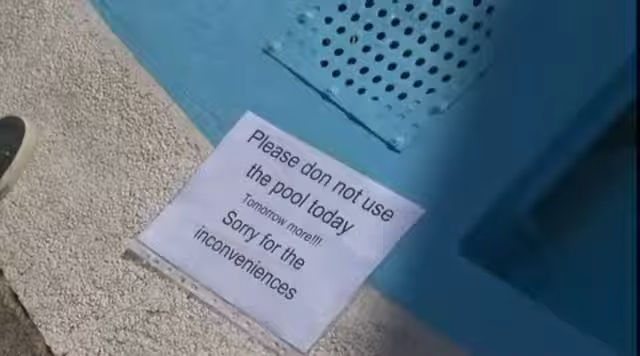 Please don not use
the pool today
Tomorrow more!!!.
Sorry for the
inconveniences